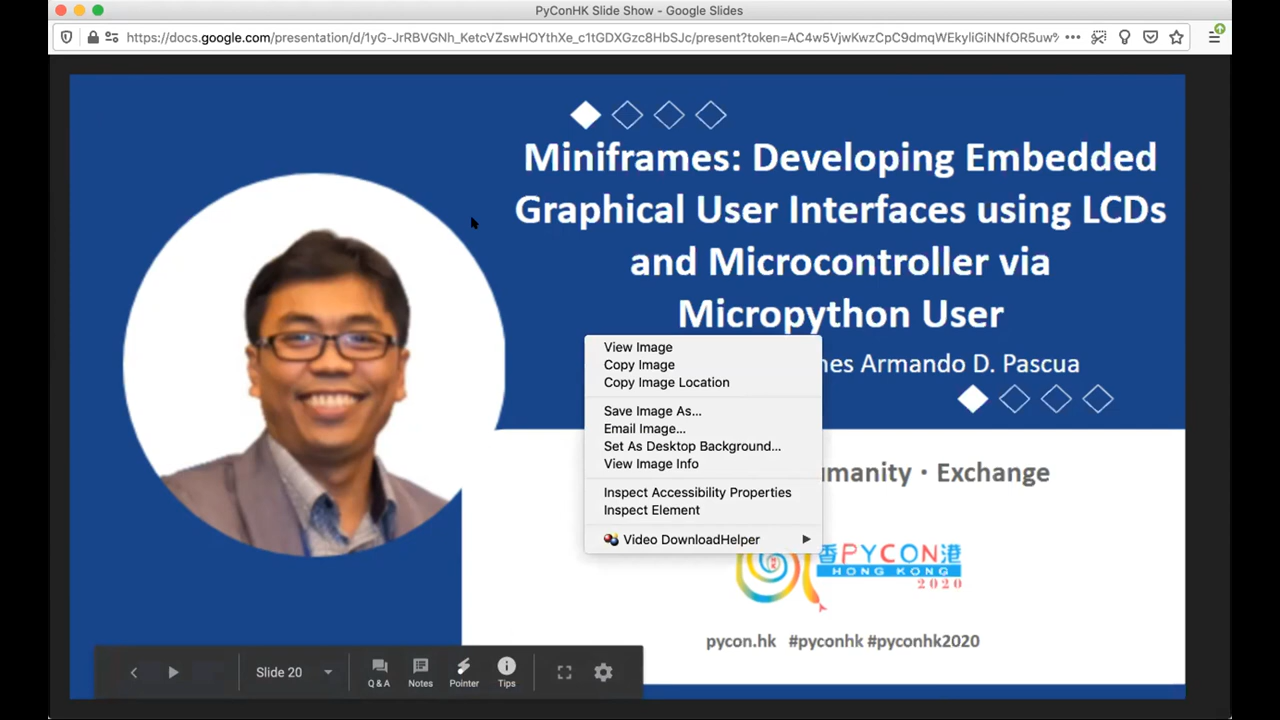 PyConHK Slide Show - Google Slides
https://docs.google.com/presentation/d/1yG-JrRBVGNh_KetcVZswHOYthXe_c1tGDXGzc8HbSJc/present?token=AC4w5VjwKwzCpC9dmqWEkyliGiNNfOR5uw%
Miniframes: Developing Embedded
Graphical User Interfaces using LCDs
and Microcontroller via
Micropython User
Armando D. Pascua
View Image
Copy Image
Copy Image Location
Save Image As...
Email Image...
Set As Desktop Background...
View Image Info
Inspect Accessibility Properties
Inspect Element
Video DownloadHelper
• Exchange
香PYCON港
HONG KONG
2020
pycon.hk #pyconhk #pyconhk2020
Slide 20
Q & A
Notes
Pointer
Tips